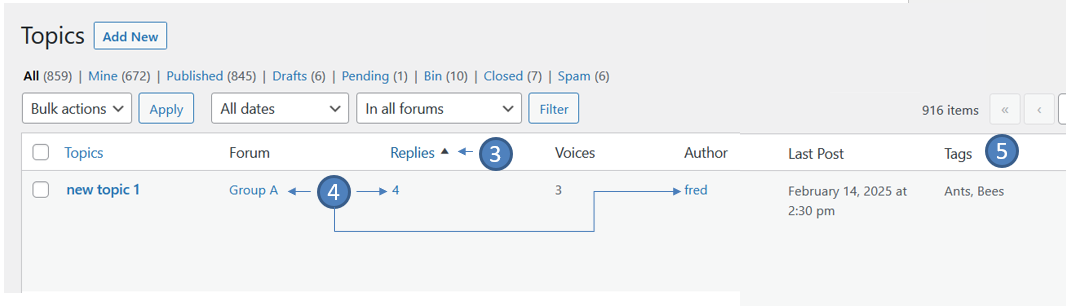 Topics Add New
All (859) | Mine (672) | Published (845) | Drafts (6) | Pending (1) | Bin (10) | Closed (7) | Spam (6)
Bulk actions Apply All dates In all forums Filter 916 items « ‹
Topics Forum Replies 3 Voices Author Last Post Tags 5
new topic 1 Group A 4 4 3 fred February 14, 2025 at Ants, Bees
2:30 pm